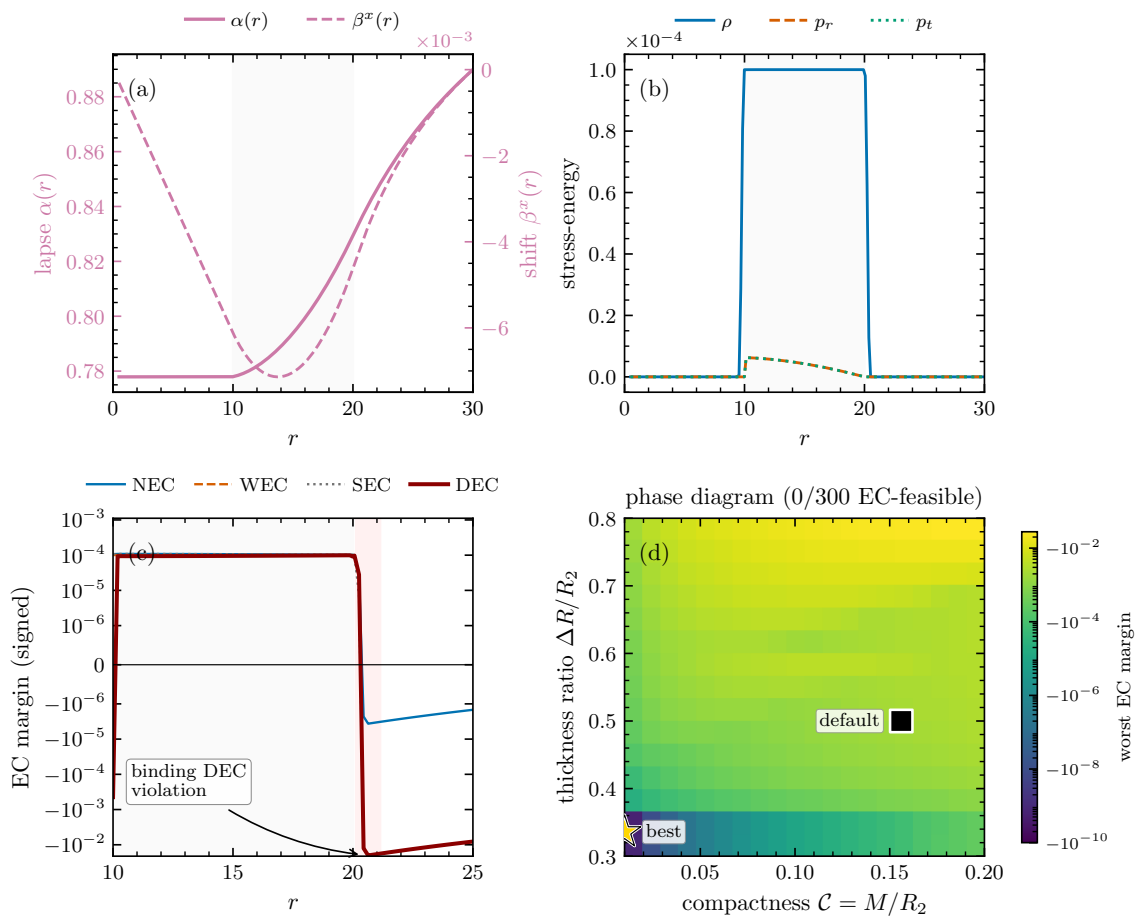 α(r) β^x(r)
×10⁻³
(a)
0.88
0.86
0.84
0.82
0.80
0.78
lapse α(r)
0
−2
−4
−6
shift β^x(r)
0 10 20 30
r
ρ p_r p_t
×10⁻⁴
(b)
1.0
0.8
0.6
0.4
0.2
0.0
stress-energy
0 10 20 30
r
NEC WEC SEC DEC
(c)
10⁻³
10⁻⁴
10⁻⁵
10⁻⁶
0
−10⁻⁶
−10⁻⁵
−10⁻⁴
−10⁻³
−10⁻²
EC margin (signed)
binding DEC
violation
10 15 20 25
r
phase diagram (0/300 EC-feasible)
(d)
0.8
0.7
0.6
0.5
0.4
0.3
thickness ratio ΔR/R₂
default
best
0.05 0.10 0.15 0.20
compactness 𝒞 = M/R₂
−10⁻²
−10⁻⁴
−10⁻⁶
−10⁻⁸
−10⁻¹⁰
worst EC margin